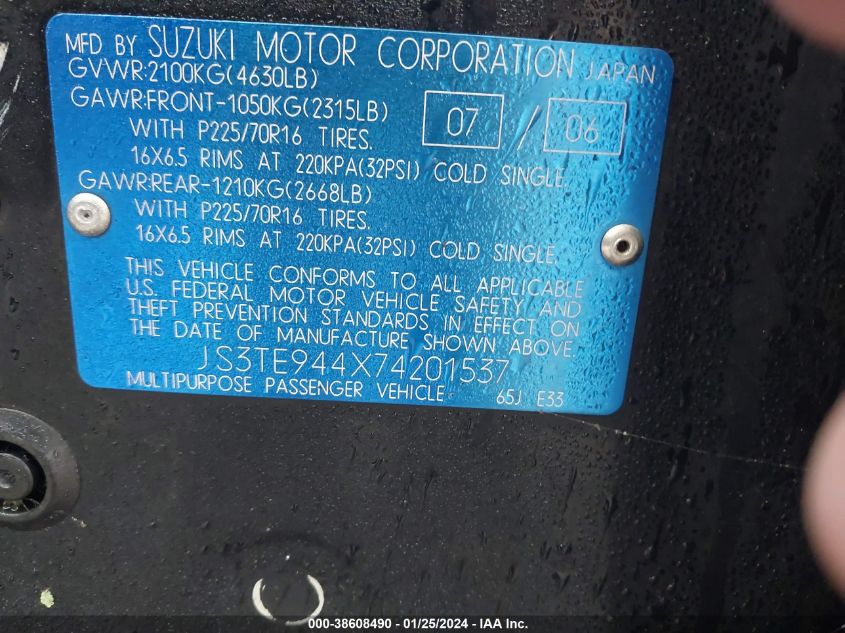 MFD BY SUZUKI MOTOR CORPORATION JAPAN
GVWR:2100KG(4630LB)
GAWR:FRONT-1050KG(2315LB)
07 / 06
WITH P225/70R16 TIRES.
16X6.5 RIMS AT 220KPA(32PSI) COLD SINGLE.
GAWR:REAR-1210KG(2668LB)
WITH P225/70R16 TIRES.
16X6.5 RIMS AT 220KPA(32PSI) COLD SINGLE.
THIS VEHICLE CONFORMS TO ALL APPLICABLE
U.S. FEDERAL MOTOR VEHICLE SAFETY AND
THEFT PREVENTION STANDARDS IN EFFECT ON
THE DATE OF MANUFACTURE SHOWN ABOVE.
JS3TE944X74201537
MULTIPURPOSE PASSENGER VEHICLE 65J E33
000-38608490 - 01/25/2024 - IAA Inc.